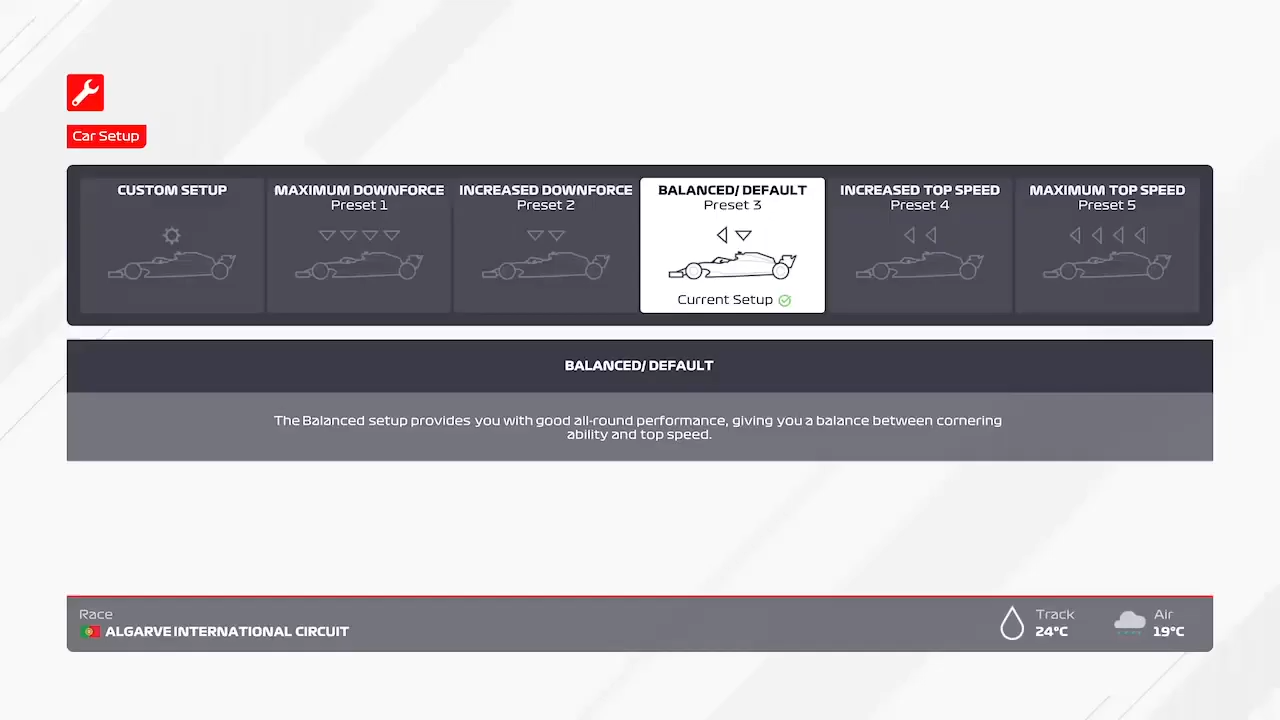 Car Setup
CUSTOM SETUP
MAXIMUM DOWNFORCE
Preset 1
INCREASED DOWNFORCE
Preset 2
BALANCED/ DEFAULT
Preset 3
Current Setup
INCREASED TOP SPEED
Preset 4
MAXIMUM TOP SPEED
Preset 5
BALANCED/ DEFAULT
The Balanced setup provides you with good all-round performance, giving you a balance between cornering
ability and top speed.
Race
ALGARVE INTERNATIONAL CIRCUIT
Track
24°C
Air
19°C